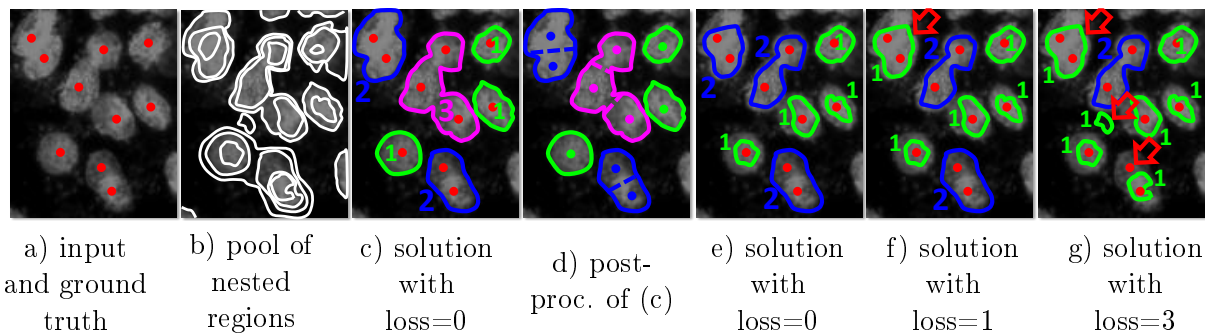 1
2
3
1
1
2
2
1
2
1
1
1
2
2
1
1
1
1
1
2
2
1
1
1
1
1
1
1
a) input
and ground
truth
b) pool of
nested
regions
c) solution
with
loss=0
d) post-
proc. of (c)
e) solution
with
loss=0
f) solution
with
loss=1
g) solution
with
loss=3